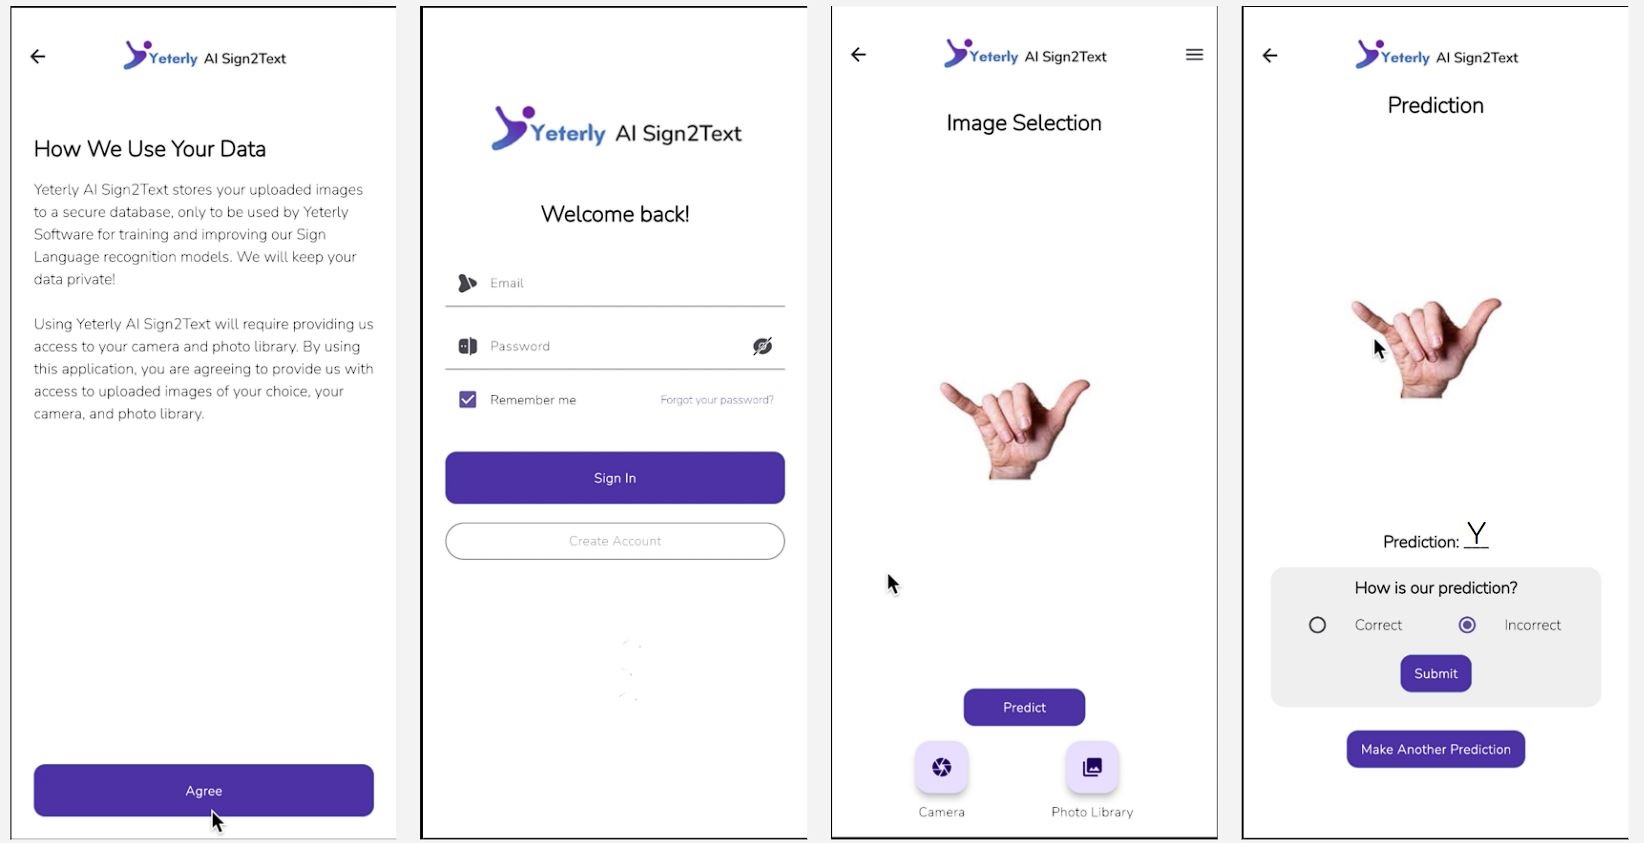 Yeterly AI Sign2Text
How We Use Your Data
Yeterly AI Sign2Text stores your uploaded images
to a secure database, only to be used by Yeterly
Software for training and improving our Sign
Language recognition models. We will keep your
data private!
Using Yeterly AI Sign2Text will require providing us
access to your camera and photo library. By using
this application, you are agreeing to provide us with
access to uploaded images of your choice, your
camera, and photo library.
Agree
Yeterly AI Sign2Text
Welcome back!
Email
Password
Remember me
Forgot your password?
Sign In
Create Account
Yeterly AI Sign2Text
Image Selection
Predict
Camera
Photo Library
Yeterly AI Sign2Text
Prediction
Prediction: Y
How is our prediction?
Correct
Incorrect
Submit
Make Another Prediction